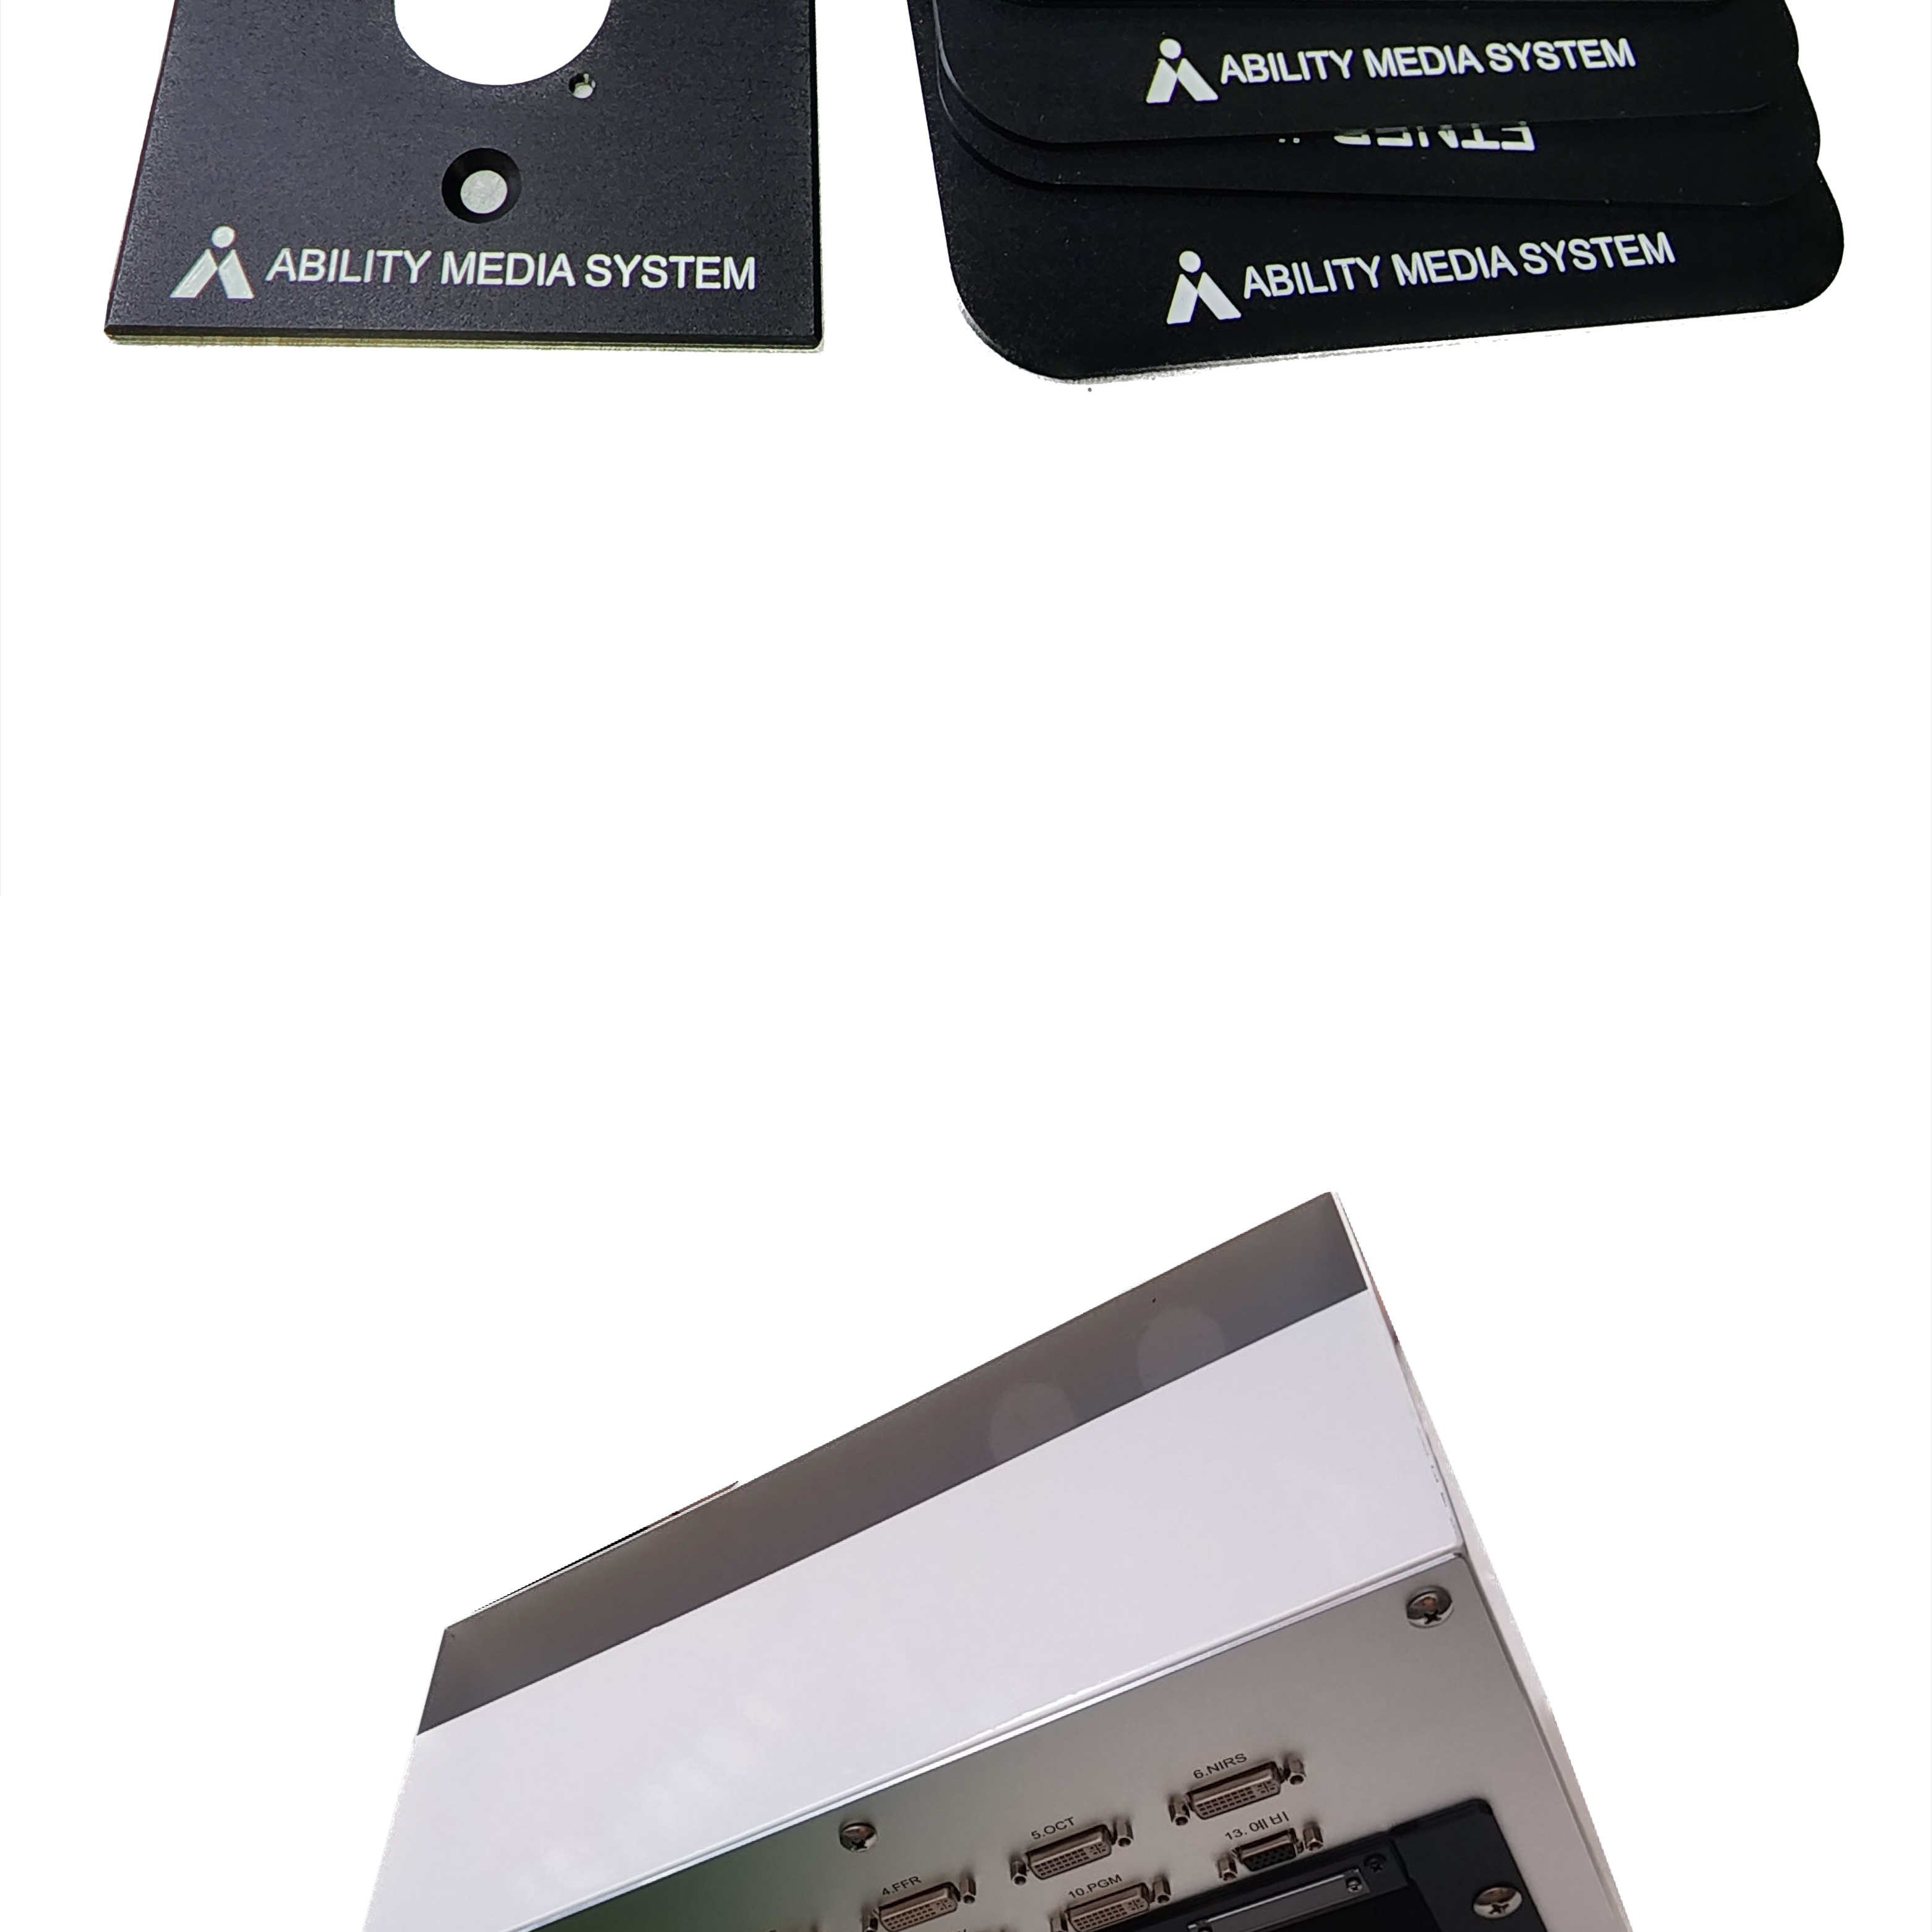 ABILITY MEDIA SYSTEM
ABILITY MEDIA SYSTEM
ABILITY MEDIA SYSTEM
6.NIRS
5.OCT
13. 예비
4.FFR
10.PGM